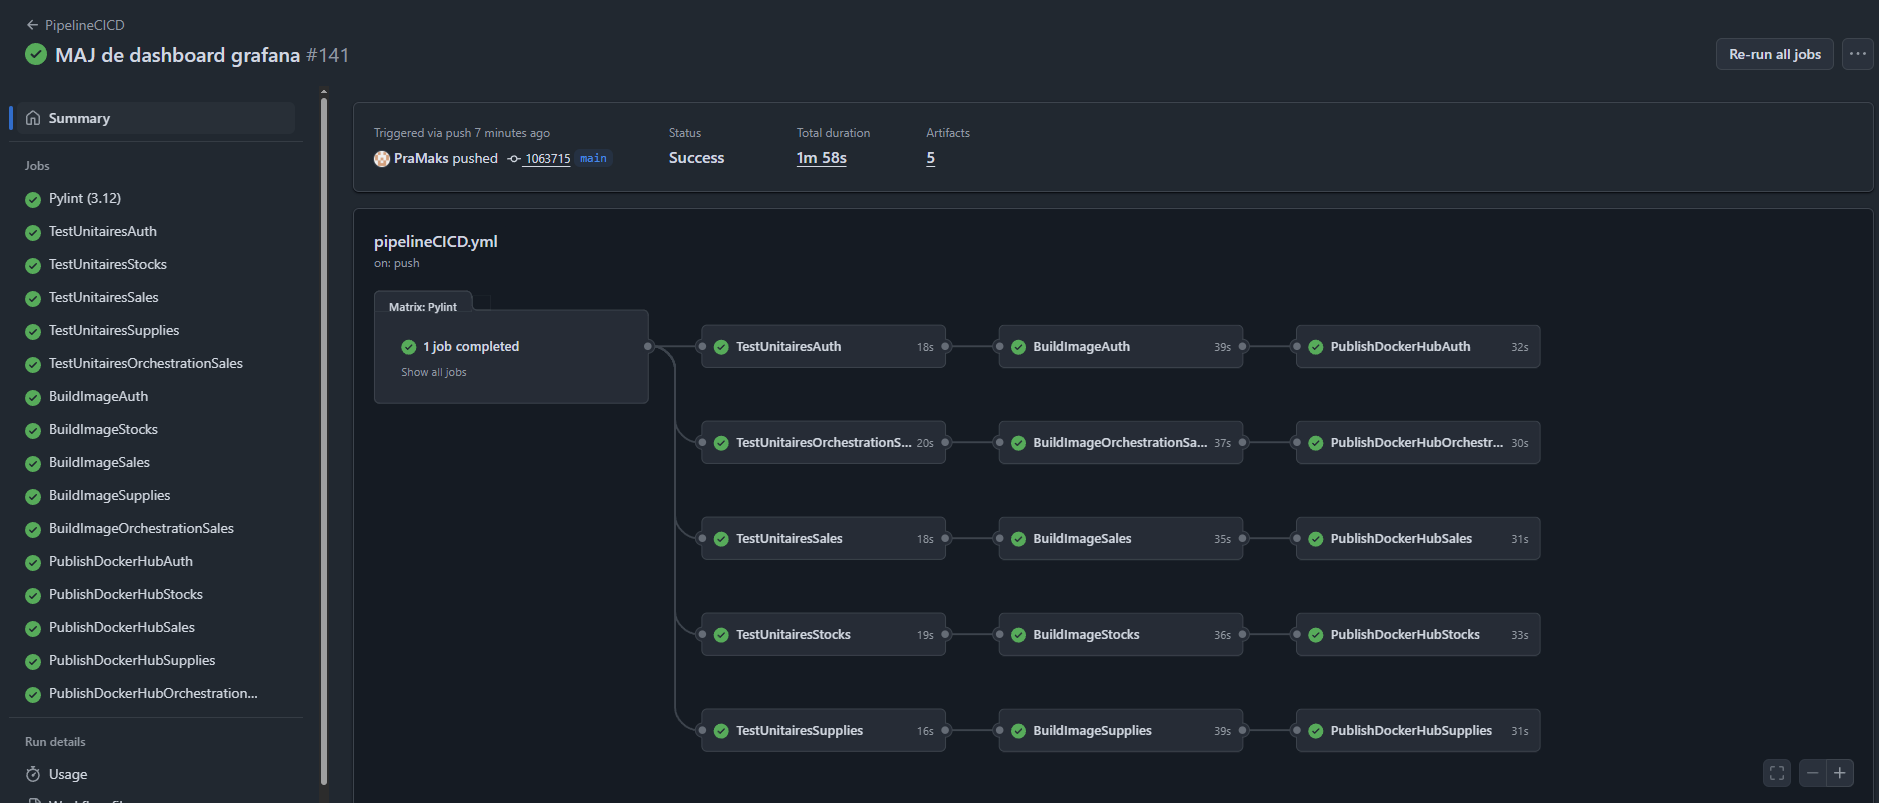 PipelineCICD
MAJ de dashboard grafana #141
Re-run all jobs
Summary
Jobs
Pylint (3.12)
TestUnitairesAuth
TestUnitairesStocks
TestUnitairesSales
TestUnitairesSupplies
TestUnitairesOrchestrationSales
BuildImageAuth
BuildImageStocks
BuildImageSales
BuildImageSupplies
BuildImageOrchestrationSales
PublishDockerHubAuth
PublishDockerHubStocks
PublishDockerHubSales
PublishDockerHubSupplies
PublishDockerHubOrchestration...
Run details
Usage
Triggered via push 7 minutes ago
PraMaks pushed 1063715 main
Status
Success
Total duration
1m 58s
Artifacts
5
pipelineCICD.yml
on: push
Matrix: Pylint
1 job completed
Show all jobs
TestUnitairesAuth 18s
BuildImageAuth 39s
PublishDockerHubAuth 32s
TestUnitairesOrchestrationS... 20s
BuildImageOrchestrationSa... 37s
PublishDockerHubOrchestr... 30s
TestUnitairesSales 18s
BuildImageSales 35s
PublishDockerHubSales 31s
TestUnitairesStocks 19s
BuildImageStocks 36s
PublishDockerHubStocks 33s
TestUnitairesSupplies 16s
BuildImageSupplies 39s
PublishDockerHubSupplies 31s